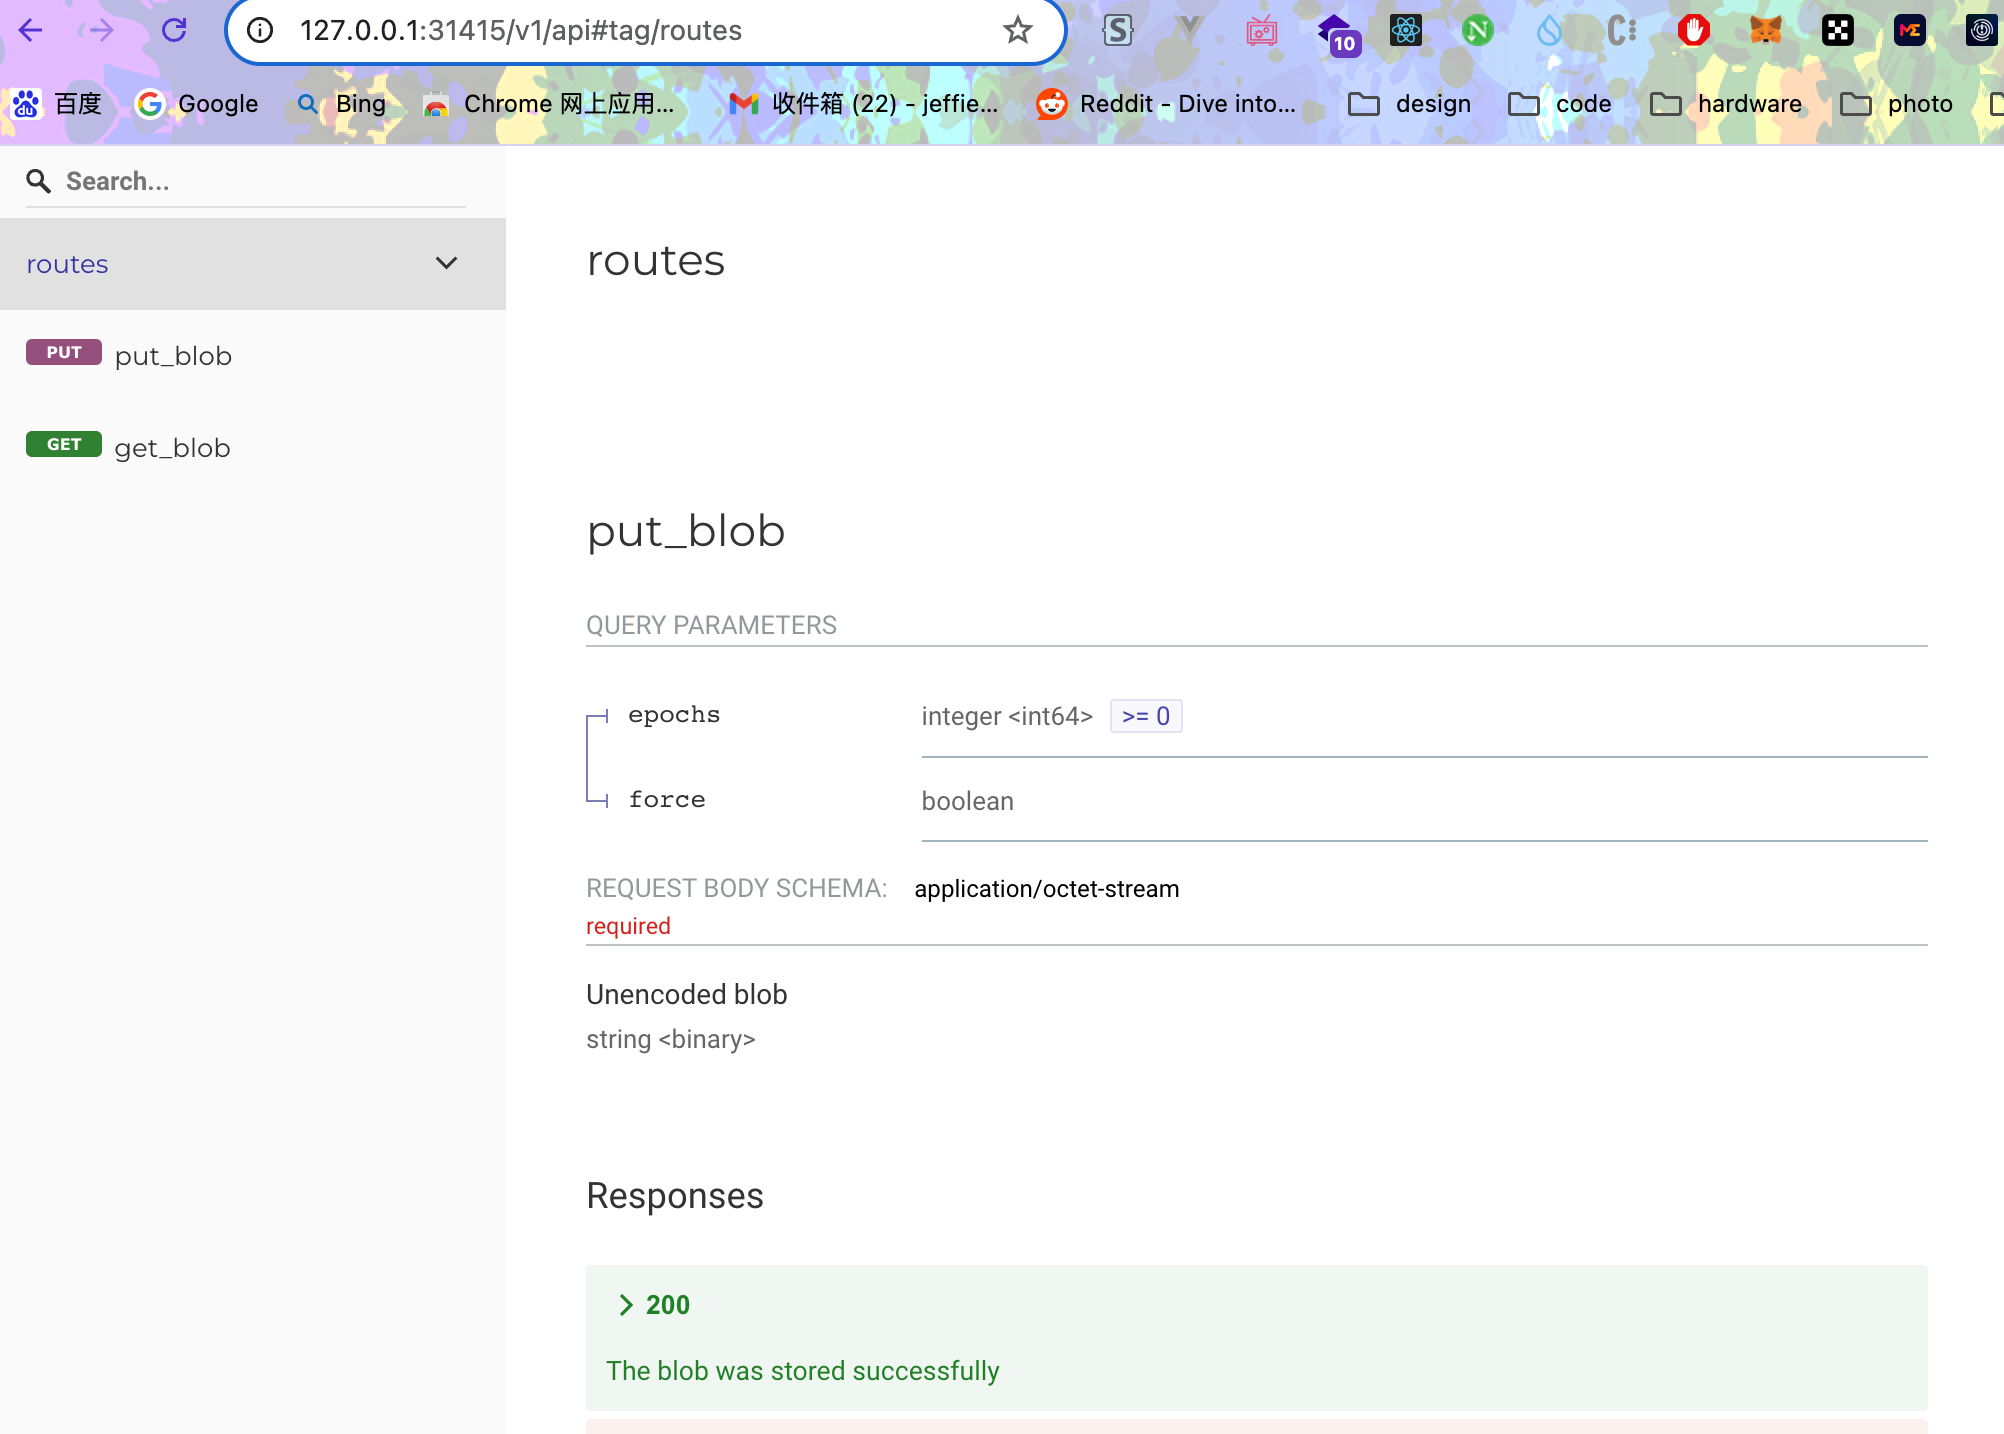 127.0.0.1:31415/v1/api#tag/routes
10
百度 Google Bing Chrome 网上应用... 收件箱 (22) - jeffie... Reddit - Dive into... design code hardware photo
Search...
routes
PUT put_blob
GET get_blob
routes
put_blob
QUERY PARAMETERS
epochs integer <int64> >= 0
force boolean
REQUEST BODY SCHEMA: application/octet-stream
required
Unencoded blob
string <binary>
Responses
200
The blob was stored successfully